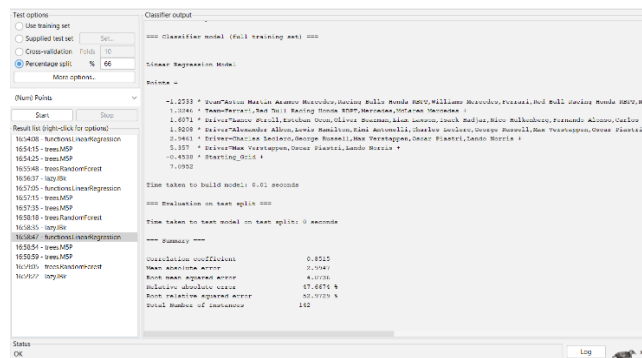 Test options
Use training set
Supplied test set Set...
Cross-validation Folds 10
Percentage split % 66
More options...
(Num) Points
Start Stop
Result list (right-click for options)
16:54:08 - functions.LinearRegression
16:54:15 - trees.M5P
16:54:25 - trees.M5P
16:55:48 - trees.RandomForest
16:56:37 - lazy.IBk
16:57:05 - functions.LinearRegression
16:57:15 - trees.M5P
16:57:35 - trees.M5P
16:58:18 - trees.RandomForest
16:58:35 - lazy.IBk
16:58:47 - functions.LinearRegression
16:58:54 - trees.M5P
16:58:59 - trees.M5P
16:59:05 - trees.RandomForest
16:59:22 - lazy.IBk
Classifier output
=== Classifier model (full training set) ===
Linear Regression Model
Points =
-1.2533 * Team=Aston Martin Aramco Mercedes,Racing Bulls Honda RBPT,Williams Mercedes,Ferrari,Red Bull Racing Honda RBPT,M
1.3246 * Team=Ferrari,Red Bull Racing Honda RBPT,Mercedes,McLaren Mercedes +
1.6071 * Driver=Lance Stroll,Esteban Ocon,Oliver Bearman,Liam Lawson,Isack Hadjar,Nico Hulkenberg,Fernando Alonso,Carlos
1.9208 * Driver=Alexander Albon,Lewis Hamilton,Kimi Antonelli,Charles Leclerc,George Russell,Max Verstappen,Oscar Piastri
2.9461 * Driver=Charles Leclerc,George Russell,Max Verstappen,Oscar Piastri,Lando Norris +
5.357 * Driver=Max Verstappen,Oscar Piastri,Lando Norris +
-0.4538 * Starting_Grid +
7.0952
Time taken to build model: 0.01 seconds
=== Evaluation on test split ===
Time taken to test model on test split: 0 seconds
=== Summary ===
Correlation coefficient 0.8515
Mean absolute error 2.9947
Root mean squared error 4.0736
Relative absolute error 47.6674 %
Root relative squared error 52.9729 %
Total Number of Instances 142
Status
OK
Log